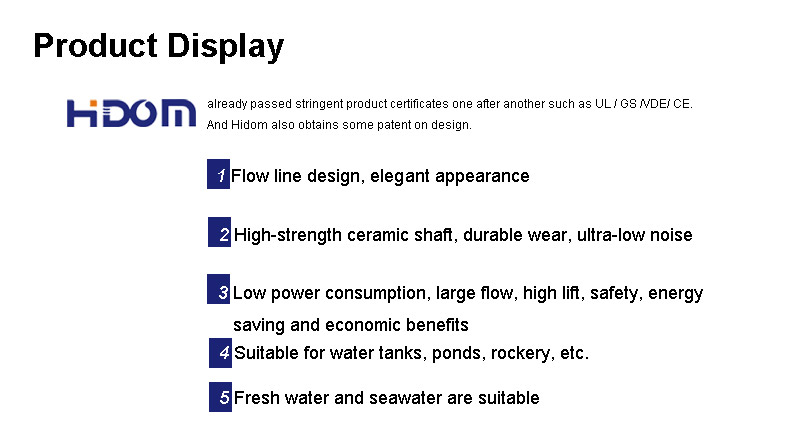 Product Display
HIDOM
already passed stringent product certificates one after another such as UL / GS /VDE/ CE.
And Hidom also obtains some patent on design.
1 Flow line design, elegant appearance
2 High-strength ceramic shaft, durable wear, ultra-low noise
3 Low power consumption, large flow, high lift, safety, energy
saving and economic benefits
4 Suitable for water tanks, ponds, rockery, etc.
5 Fresh water and seawater are suitable